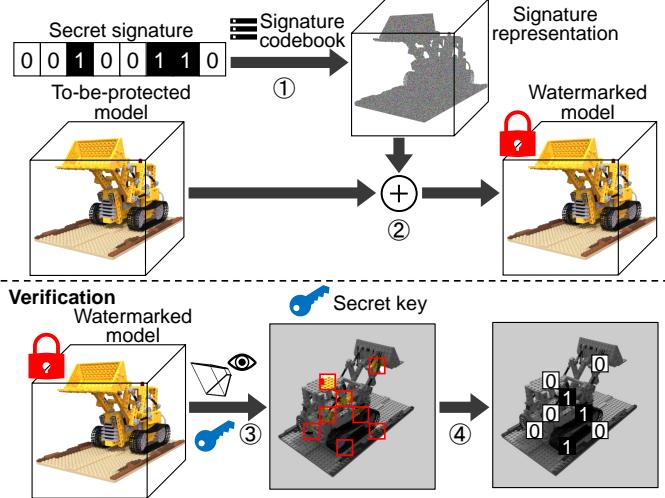 Secret signature
0 0 1 0 0 1 1 0
Signature
codebook
①
Signature
representation
To-be-protected
model
Watermarked
model
②
Verification
Watermarked
model
Secret key
③
④
0 0
1
0 1
0 0
1